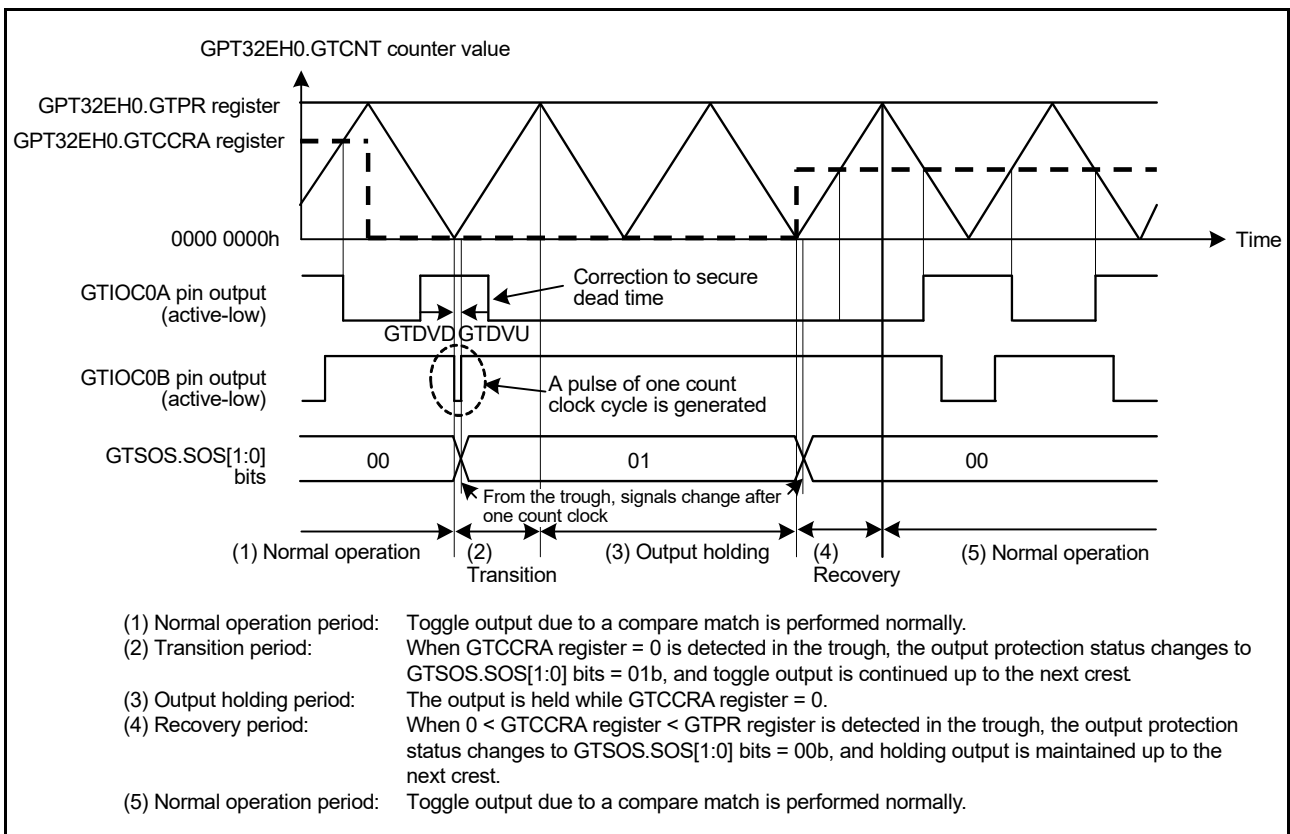 GPT32EH0.GTCNT counter value
GPT32EH0.GTPR register
GPT32EH0.GTCCRA register
0000 0000h
Time
GTIOC0A pin output
(active-low)
Correction to secure
dead time
GTDVD GTDVU
GTIOC0B pin output
(active-low)
A pulse of one count
clock cycle is generated
GTSOS.SOS[1:0]
bits
00
01
00
From the trough, signals change after
one count clock
(1) Normal operation
(2)
Transition
(3) Output holding
(4)
Recovery
(5) Normal operation
(1) Normal operation period: Toggle output due to a compare match is performed normally.
(2) Transition period: When GTCCRA register = 0 is detected in the trough, the output protection status changes to
GTSOS.SOS[1:0] bits = 01b, and toggle output is continued up to the next crest.
(3) Output holding period: The output is held while GTCCRA register = 0.
(4) Recovery period: When 0 < GTCCRA register < GTPR register is detected in the trough, the output protection
status changes to GTSOS.SOS[1:0] bits = 00b, and holding output is maintained up to the
next crest.
(5) Normal operation period: Toggle output due to a compare match is performed normally.